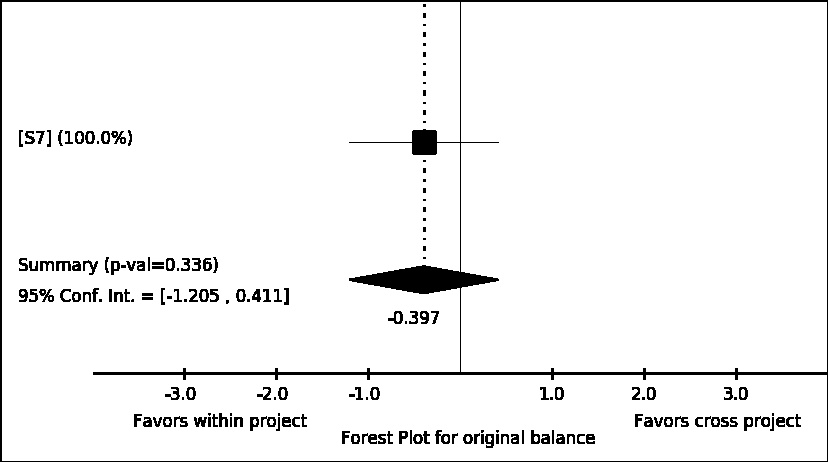 [S7] (100.0%)
Summary (p-val=0.336)
95% Conf. Int. = [-1.205 , 0.411]
-0.397
-3.0 -2.0 -1.0 1.0 2.0 3.0
Favors within project Favors cross project
Forest Plot for original balance